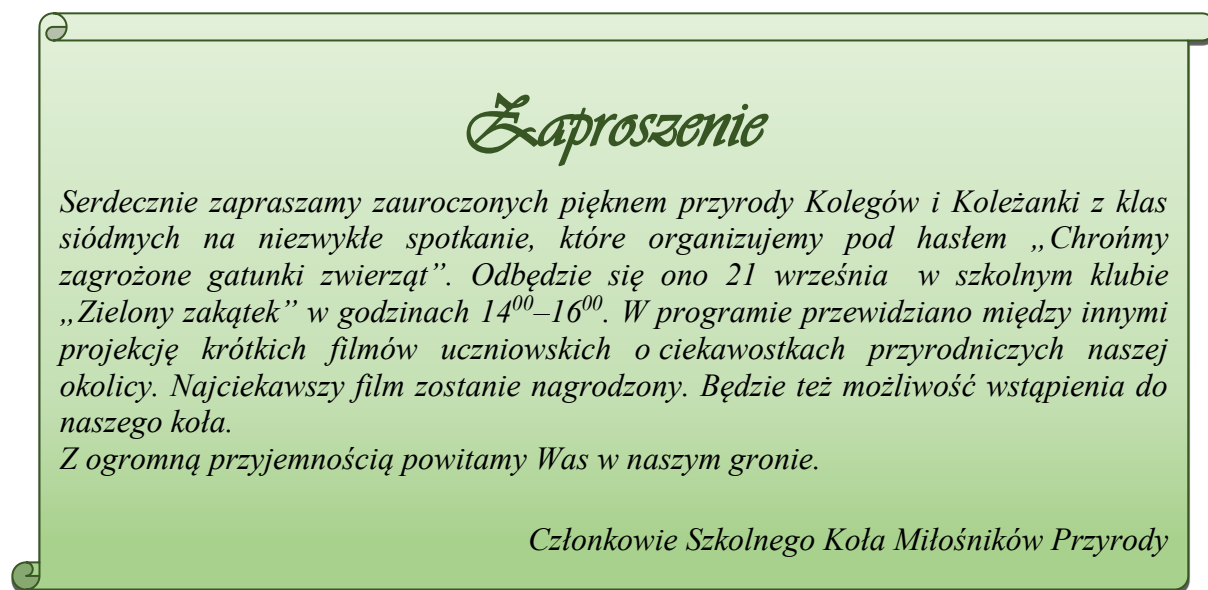 Zaproszenie
Serdecznie zapraszamy zauroczonych pięknem przyrody Kolegów i Koleżanki z klas
siódmych na niezwykłe spotkanie, które organizujemy pod hasłem „Chrońmy
zagrożone gatunki zwierząt”. Odbędzie się ono 21 września w szkolnym klubie
„Zielony zakątek” w godzinach 14⁰⁰–16⁰⁰. W programie przewidziano między innymi
projekcję krótkich filmów uczniowskich o ciekawostkach przyrodniczych naszej
okolicy. Najciekawszy film zostanie nagrodzony. Będzie też możliwość wstąpienia do
naszego koła.
Z ogromną przyjemnością powitamy Was w naszym gronie.
Członkowie Szkolnego Koła Miłośników Przyrody